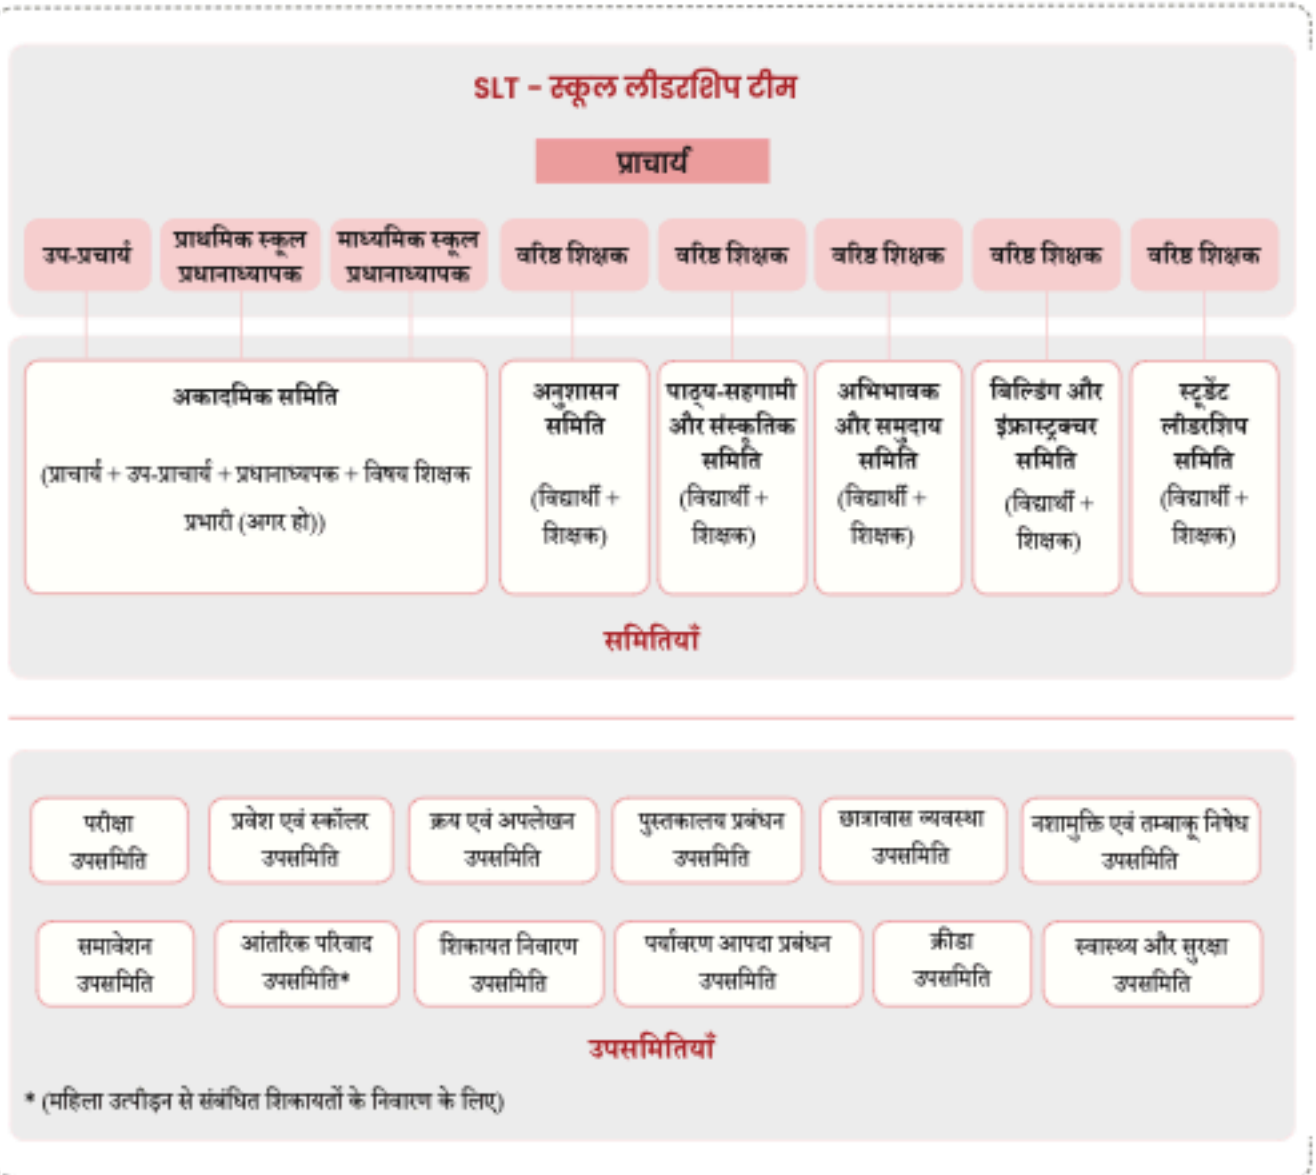 SLT - स्कूल लीडरशिप टीम
प्राचार्य
उप-प्रचार्य
प्राथमिक स्कूल
प्रधानाध्यापक
माध्यमिक स्कूल
प्रधानाध्यापक
वरिष्ठ शिक्षक
वरिष्ठ शिक्षक
वरिष्ठ शिक्षक
वरिष्ठ शिक्षक
वरिष्ठ शिक्षक
अकादमिक समिति
(प्राचार्य + उप-प्राचार्य + प्रधानाध्यपक + विषय शिक्षक
प्रभारी (अगर हो))
अनुशासन
समिति
(विद्यार्थी +
शिक्षक)
पाठ्य-सहगामी
और संस्कृतिक
समिति
(विद्यार्थी +
शिक्षक)
अभिभावक
और समुदाय
समिति
(विद्यार्थी +
शिक्षक)
बिल्डिंग और
इंफ्रास्ट्रक्चर
समिति
(विद्यार्थी +
शिक्षक)
स्टूडेंट
लीडरशिप
समिति
(विद्यार्थी +
शिक्षक)
समितियाँ
परीक्षा
उपसमिति
प्रवेश एवं स्कॉलर
उपसमिति
क्रय एवं अपलेखन
उपसमिति
पुस्तकालय प्रबंधन
उपसमिति
छात्रावास व्यवस्था
उपसमिति
नशामुक्ति एवं तम्बाकू निषेध
उपसमिति
समावेशन
उपसमिति
आंतरिक परिवाद
उपसमिति*
शिकायत निवारण
उपसमिति
पर्यावरण आपदा प्रबंधन
उपसमिति
क्रीडा
उपसमिति
स्वास्थ्य और सुरक्षा
उपसमिति
उपसमितियाँ
* (महिला उत्पीड़न से संबंधित शिकायतों के निवारण के लिए)